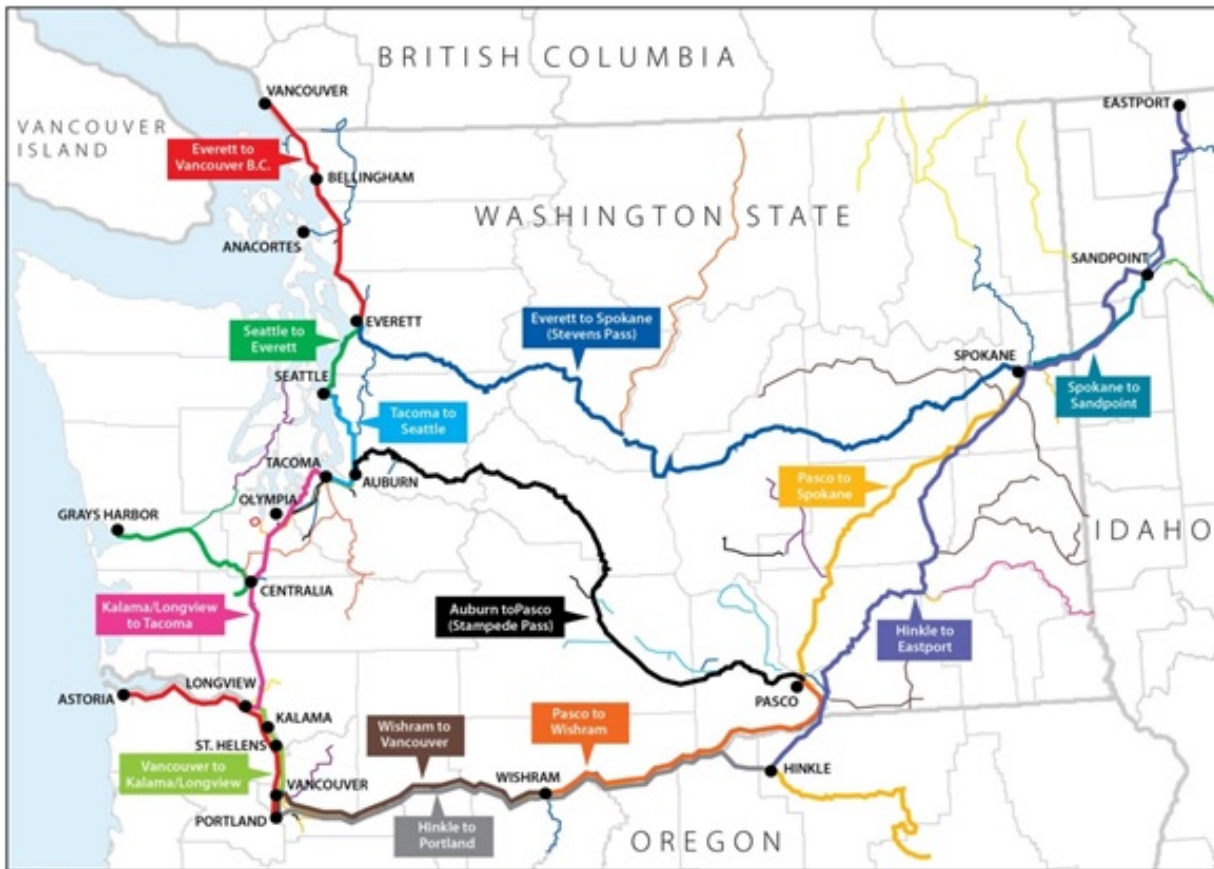 BRITISH COLUMBIA
VANCOUVER
EASTPORT
VANCOUVER
ISLAND
Everett to
Vancouver B.C.
BELLINGHAM
WASHINGTON STATE
ANACORTES
SANDPOINT
EVERETT
Seattle to
Everett
Everett to Spokane
(Stevens Pass)
SPOKANE
SEATTLE
Spokane to
Sandpoint
Tacoma to
Seattle
TACOMA
AUBURN
Pasco to
Spokane
OLYMPIA
GRAYS HARBOR
IDAHO
CENTRALIA
Kalama/Longview
to Tacoma
Auburn toPasco
(Stampede Pass)
Hinkle to
Eastport
LONGVIEW
ASTORIA
PASCO
KALAMA
Wishram to
Vancouver
Pasco to
Wishram
ST. HELENS
Vancouver to
Kalama/Longview
VANCOUVER
WISHRAM
HINKLE
PORTLAND
Hinkle to
Portland
OREGON